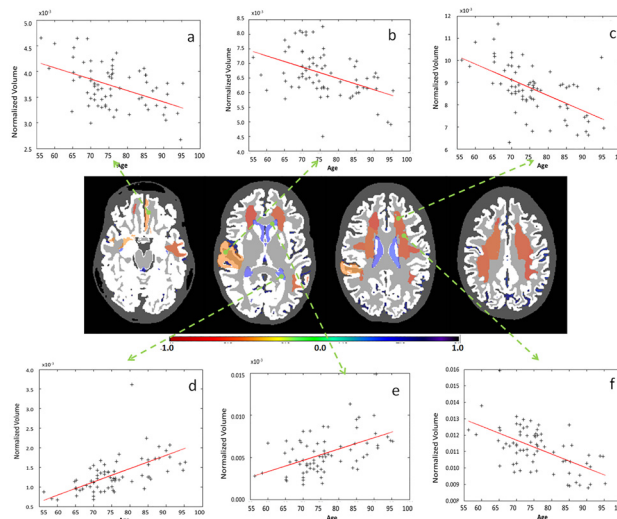 x10⁻³
x10⁻³
x10⁻³
a
b
c
Normalized Volume
Normalized Volume
Normalized Volume
5.0
4.5
4.0
3.5
3.0
2.5
8.5
8.0
7.5
7.0
6.5
6.0
5.5
5.0
4.5
4.0
12
11
10
9
8
7
6
55 60 65 70 75 80 85 90 95 100
55 60 65 70 75 80 85 90 95 100
55 60 65 70 75 80 85 90 95
Age
Age
Age
-1.0 0.0 1.0
x10⁻³
d
e
f
Normalized Volume
Normalized Volume
Normalized Volume
4.0
3.5
3.0
2.5
2.0
1.5
1.0
0.5
0.015
0.010
0.005
0.000
0.016
0.015
0.014
0.013
0.012
0.011
0.010
0.009
55 60 65 70 75 80 85 90 95 100
55 60 65 70 75 80 85 90 95 100
55 60 65 70 75 80 85 90 95 100
Age
Age
Age